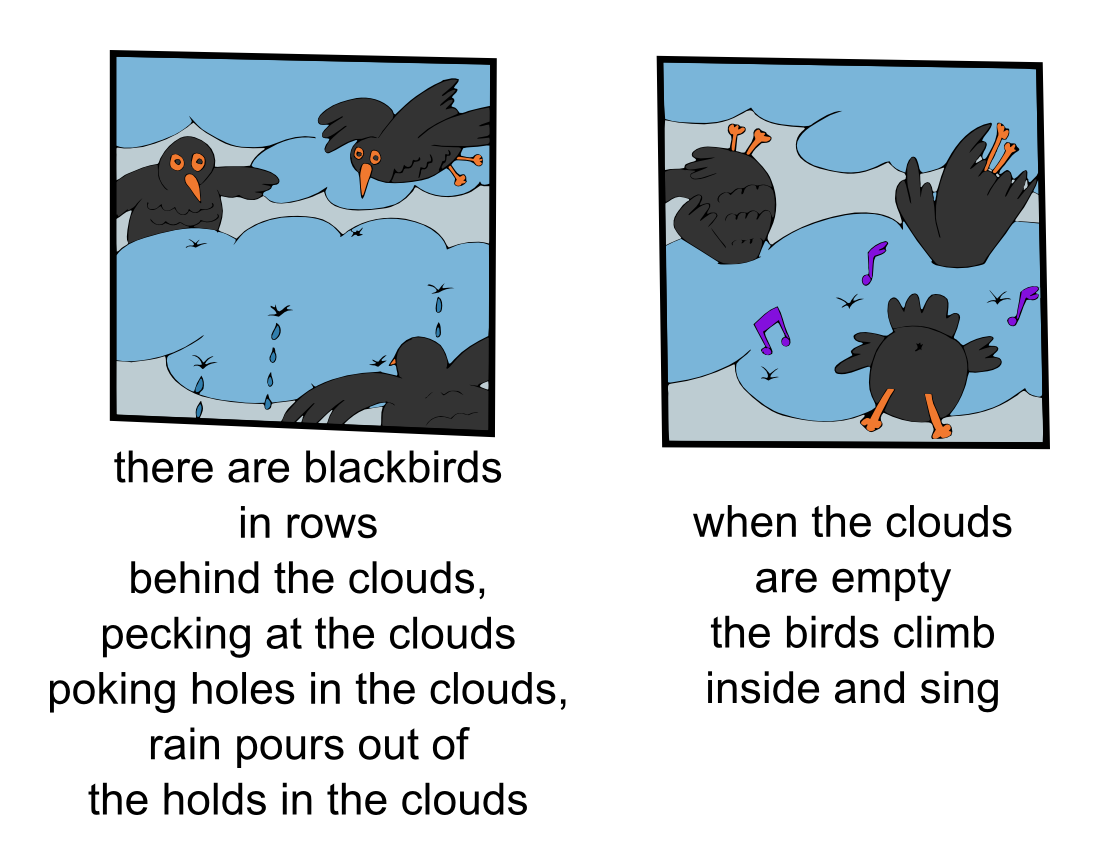 there are blackbirds
in rows
behind the clouds,
pecking at the clouds
poking holes in the clouds,
rain pours out of
the holds in the clouds
when the clouds
are empty
the birds climb
inside and sing